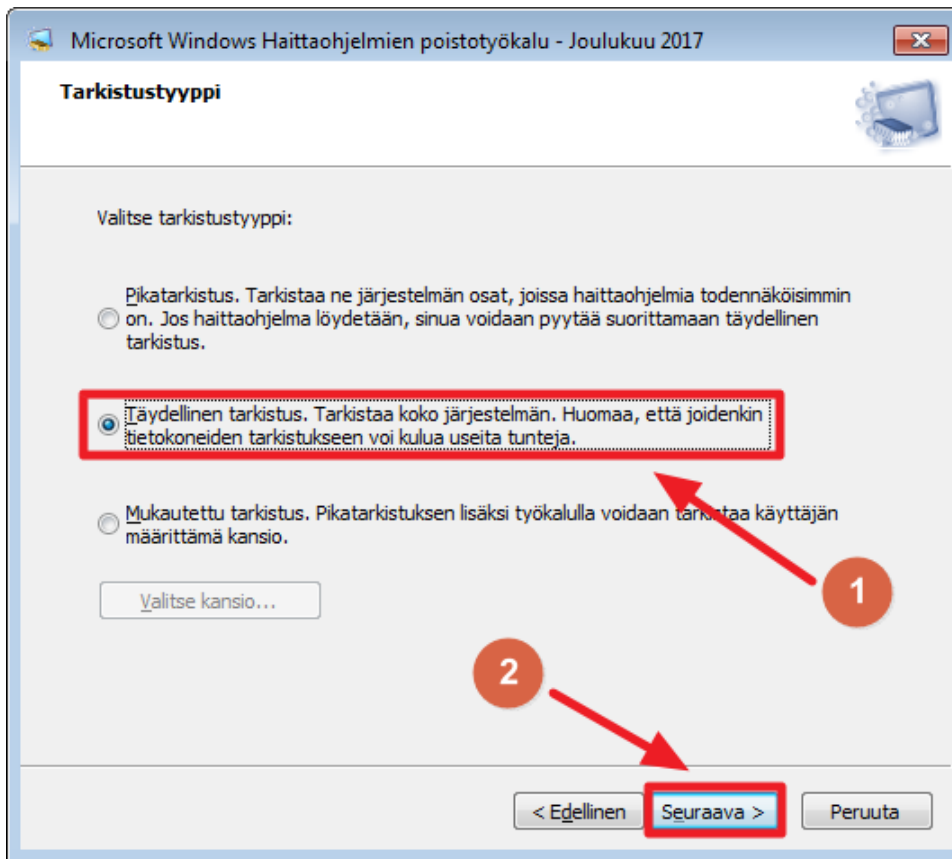 Microsoft Windows Haittaohjelmien poistotyökalu - Joulukuu 2017
Tarkistustyyppi
Valitse tarkistustyyppi:
Pikatarkistus. Tarkistaa ne järjestelmän osat, joissa haittaohjelmia todennäköisimmin
on. Jos haittaohjelma löydetään, sinua voidaan pyytää suorittamaan täydellinen
tarkistus.
Täydellinen tarkistus. Tarkistaa koko järjestelmän. Huomaa, että joidenkin
tietokoneiden tarkistukseen voi kulua useita tunteja.
Mukautettu tarkistus. Pikatarkistuksen lisäksi työkalulla voidaan tarkistaa käyttäjän
määrittämä kansio.
Valitse kansio...
1
2
< Edellinen
Seuraava >
Peruuta